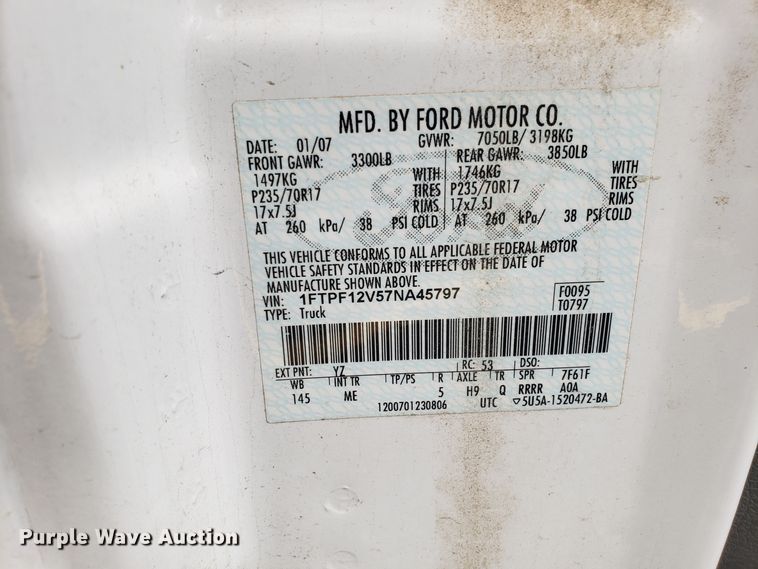 MFD. BY FORD MOTOR CO.
DATE: 01/07 GVWR: 7050LB/ 3198KG
FRONT GAWR: 3300LB REAR GAWR: 3850LB
1497KG WITH 1746KG WITH
P235/70R17 TIRES P235/70R17 TIRES
17x7.5J RIMS 17x7.5J RIMS
AT 260 kPa/ 38 PSI COLD AT 260 kPa/ 38 PSI COLD
THIS VEHICLE CONFORMS TO ALL APPLICABLE FEDERAL MOTOR
VEHICLE SAFETY STANDARDS IN EFFECT ON THE DATE OF
MANUFACTURE SHOWN ABOVE.
VIN: 1FTPF12V57NA45797 F0095
TYPE: Truck T0797
EXT PNT: YZ RC: 53 DSO:
WB INT TR TP/PS R AXLE TR SPR 7F61F
145 ME 5 H9 Q RRRR AOA
1200701230806 UTC ▽5U5A-1520472-BA
Ford
Purple Wave Auction